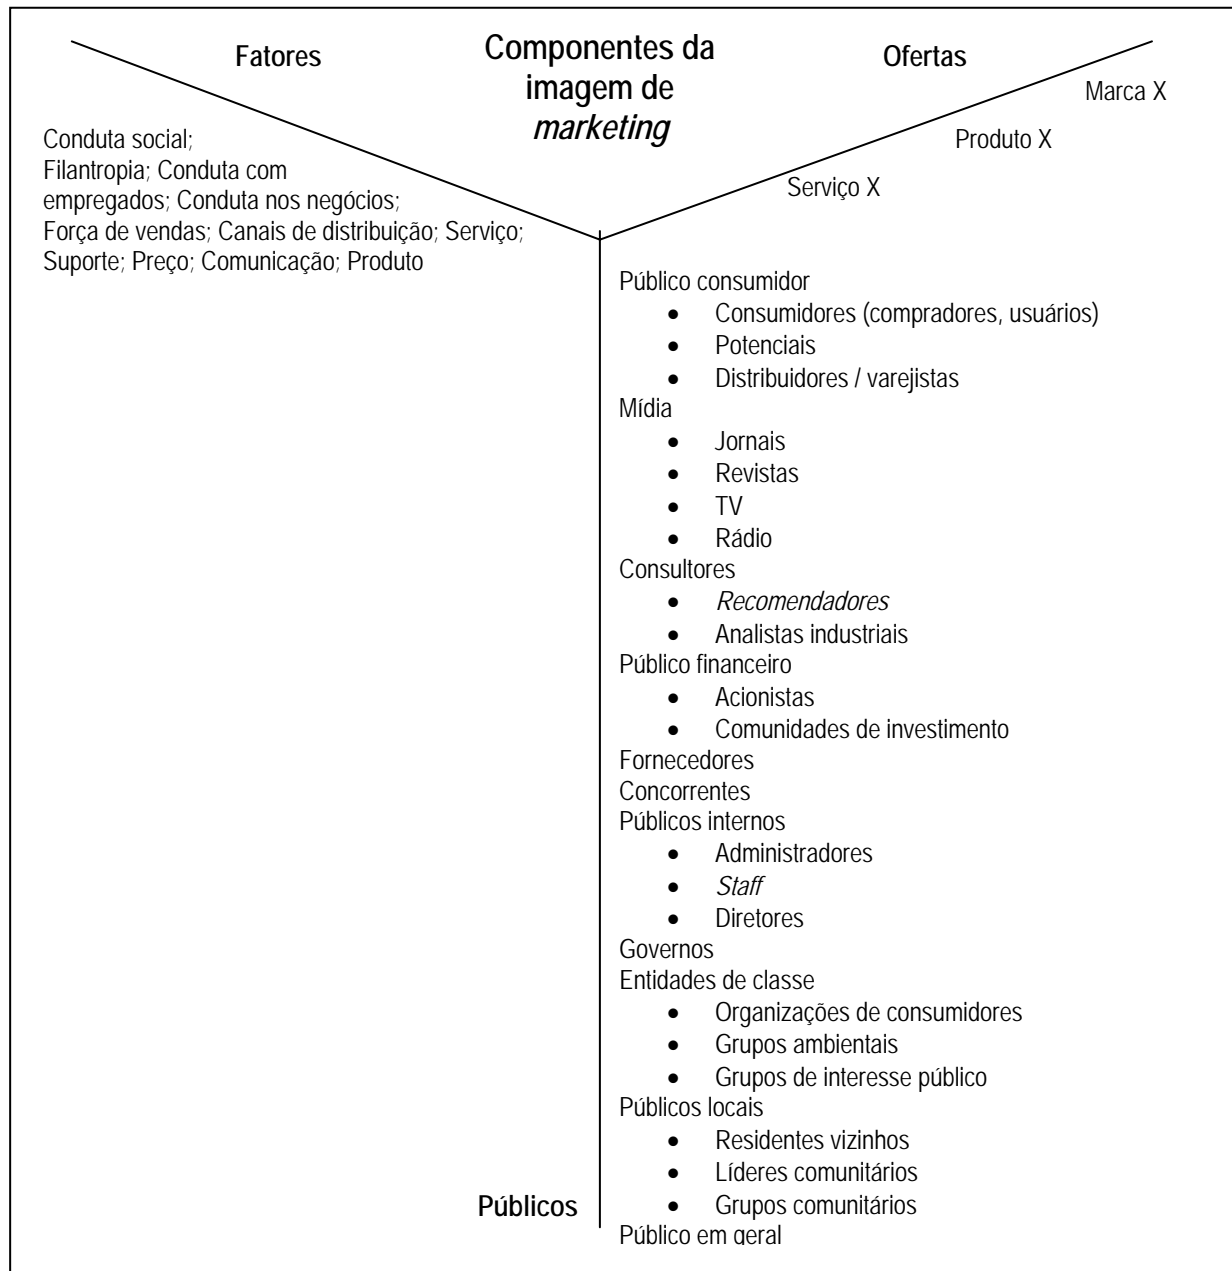 Fatores
Componentes da
imagem de
marketing
Ofertas
Marca X
Produto X
Serviço X
Conduta social;
Filantropia; Conduta com
empregados; Conduta nos negócios;
Força de vendas; Canais de distribuição; Serviço;
Suporte; Preço; Comunicação; Produto
Público consumidor
• Consumidores (compradores, usuários)
• Potenciais
• Distribuidores / varejistas
Mídia
• Jornais
• Revistas
• TV
• Rádio
Consultores
• Recomendadores
• Analistas industriais
Público financeiro
• Acionistas
• Comunidades de investimento
Fornecedores
Concorrentes
Públicos internos
• Administradores
• Staff
• Diretores
Governos
Entidades de classe
• Organizações de consumidores
• Grupos ambientais
• Grupos de interesse público
Públicos locais
• Residentes vizinhos
• Líderes comunitários
• Grupos comunitários
Públicos
Público em geral